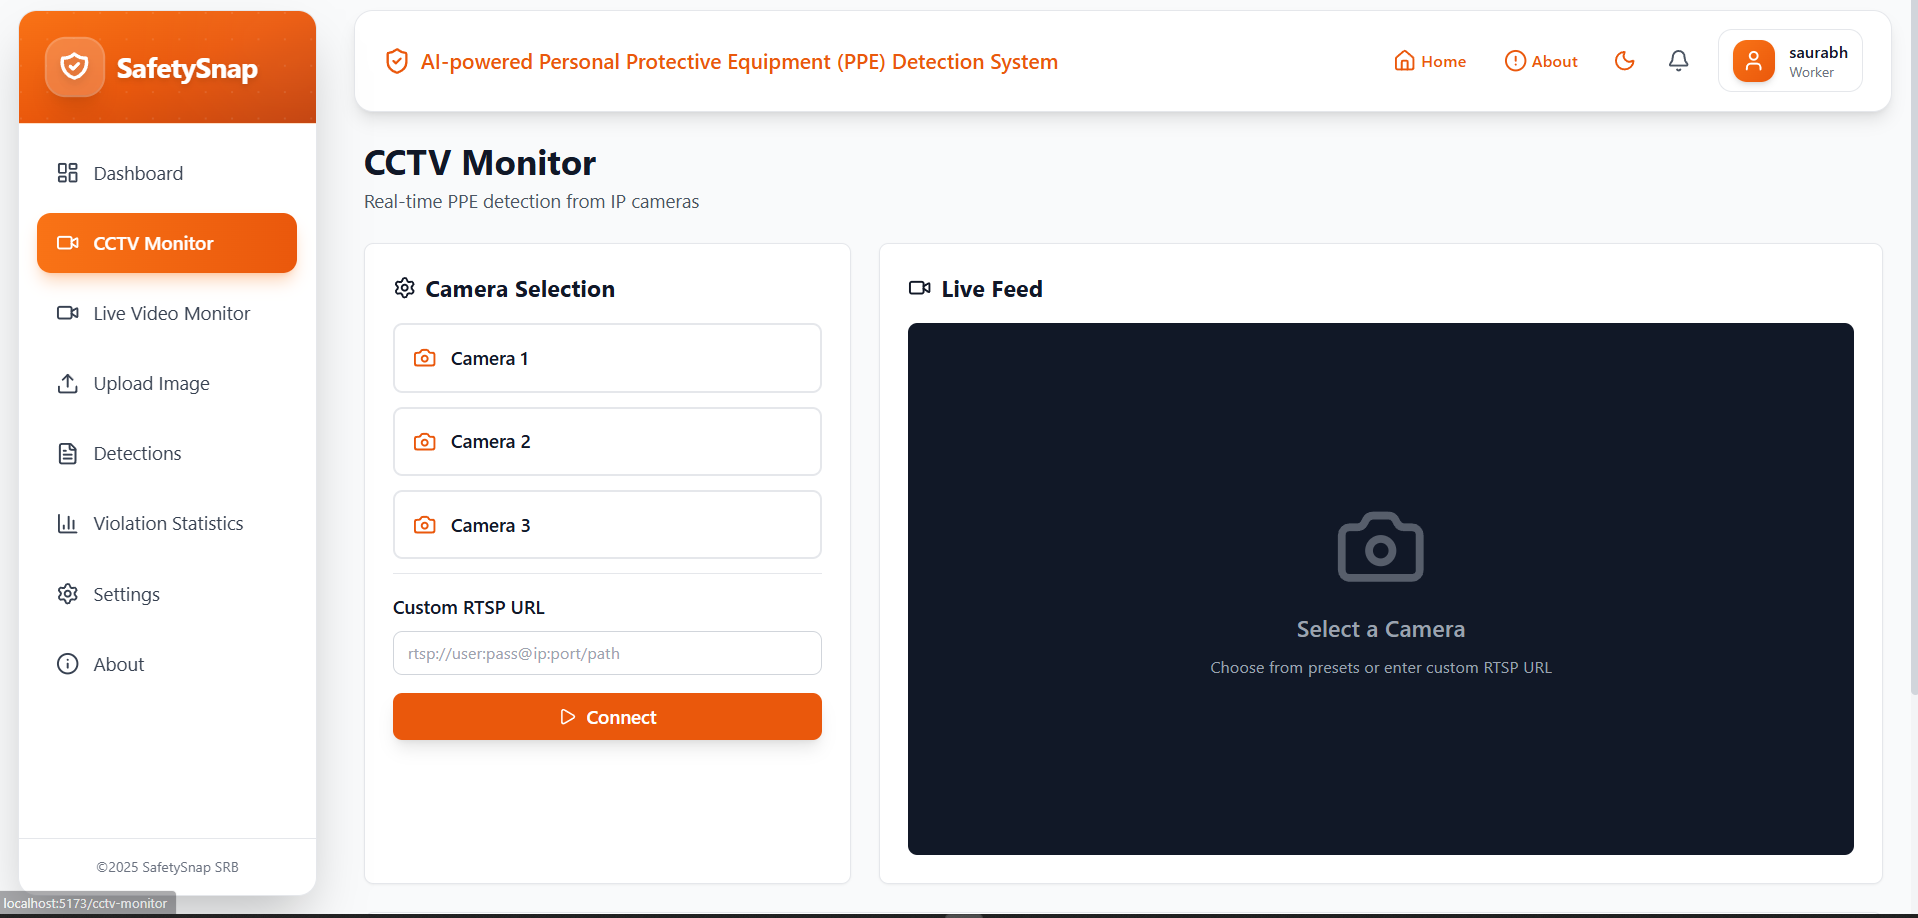 SafetySnap
Dashboard
CCTV Monitor
Live Video Monitor
Upload Image
Detections
Violation Statistics
Settings
About
©2025 SafetySnap SRB
localhost:5173/cctv-monitor
AI-powered Personal Protective Equipment (PPE) Detection System
Home
About
saurabh
Worker
CCTV Monitor
Real-time PPE detection from IP cameras
Camera Selection
Camera 1
Camera 2
Camera 3
Custom RTSP URL
rtsp://user:pass@ip:port/path
Connect
Live Feed
Select a Camera
Choose from presets or enter custom RTSP URL